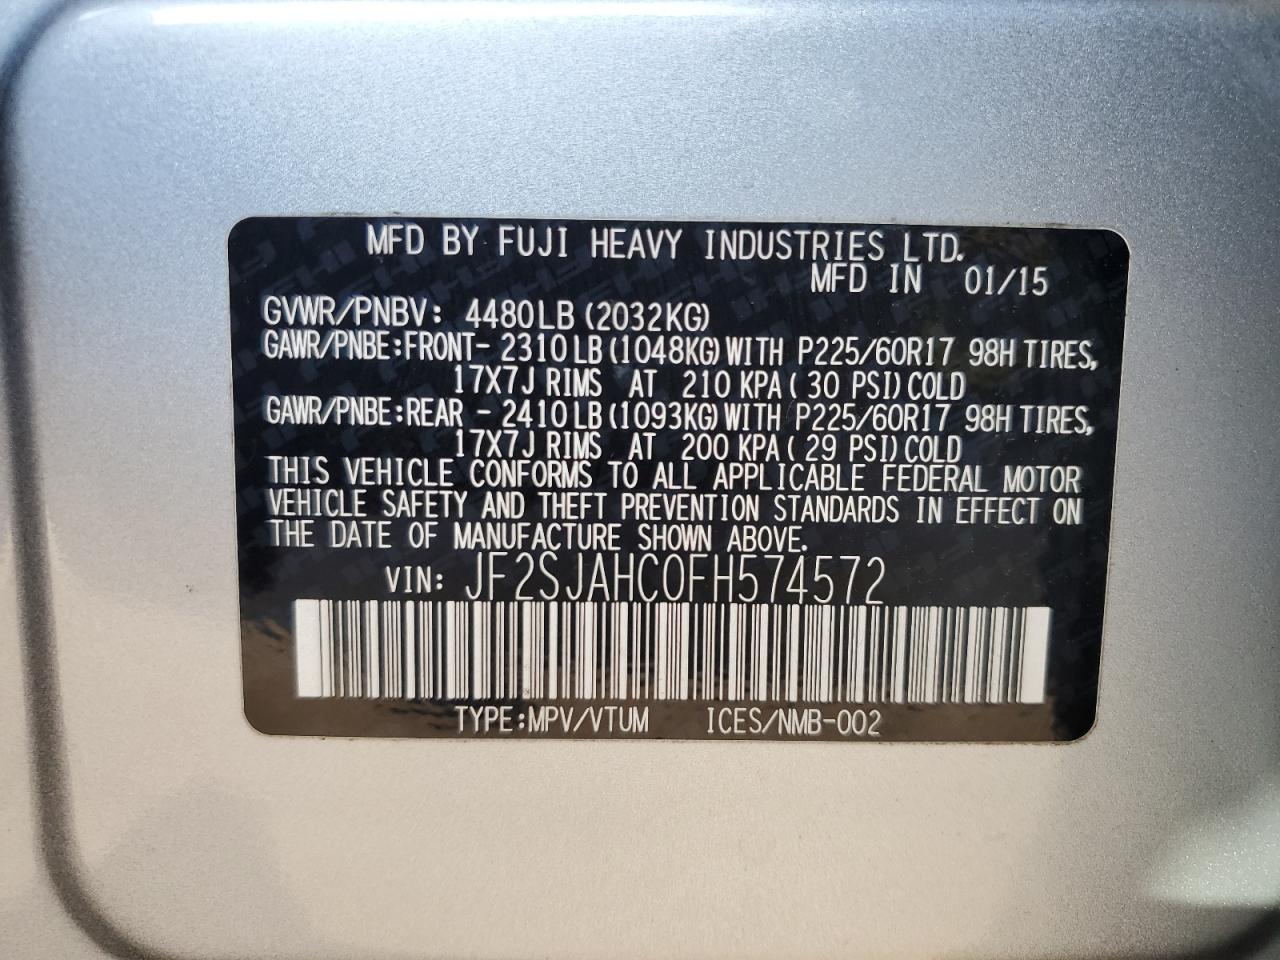 MFD BY FUJI HEAVY INDUSTRIES LTD.
MFD IN 01/15
GVWR/PNBV: 4480LB (2032KG)
GAWR/PNBE:FRONT- 2310 LB (1048KG) WITH P225/60R17 98H TIRES,
17X7J RIMS AT 210 KPA ( 30 PSI) COLD
GAWR/PNBE:REAR - 2410 LB (1093KG) WITH P225/60R17 98H TIRES,
17X7J RIMS AT 200 KPA ( 29 PSI) COLD
THIS VEHICLE CONFORMS TO ALL APPLICABLE FEDERAL MOTOR
VEHICLE SAFETY AND THEFT PREVENTION STANDARDS IN EFFECT ON
THE DATE OF MANUFACTURE SHOWN ABOVE.
VIN: JF2SJAHC0FH574572
TYPE:MPV/VTUM ICES/NMB-002